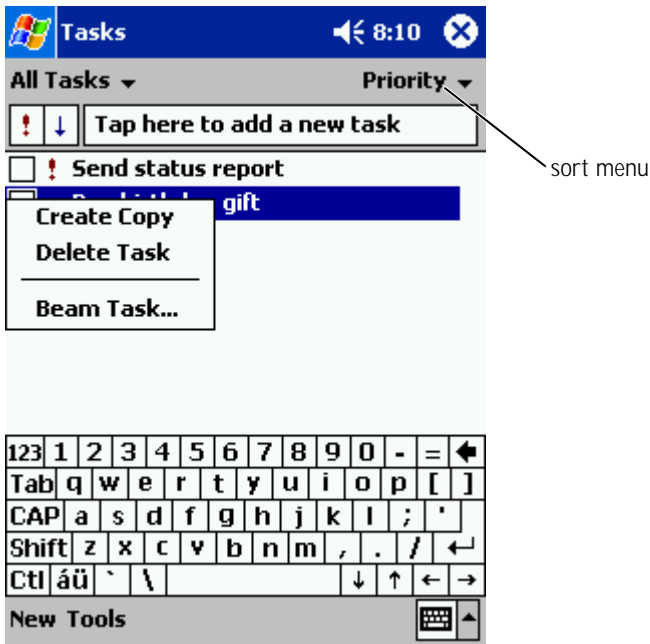 Tasks 8:10
All Tasks Priority
! ↓ Tap here to add a new task
sort menu
! Send status report
gift
Create Copy
Delete Task
Beam Task...
123 1 2 3 4 5 6 7 8 9 0 - = ←
Tab q w e r t y u i o p [ ]
CAP a s d f g h j k l ; '
Shift z x c v b n m , . / ↵
Ctl áü ` \ ↓ ↑ ← →
New Tools